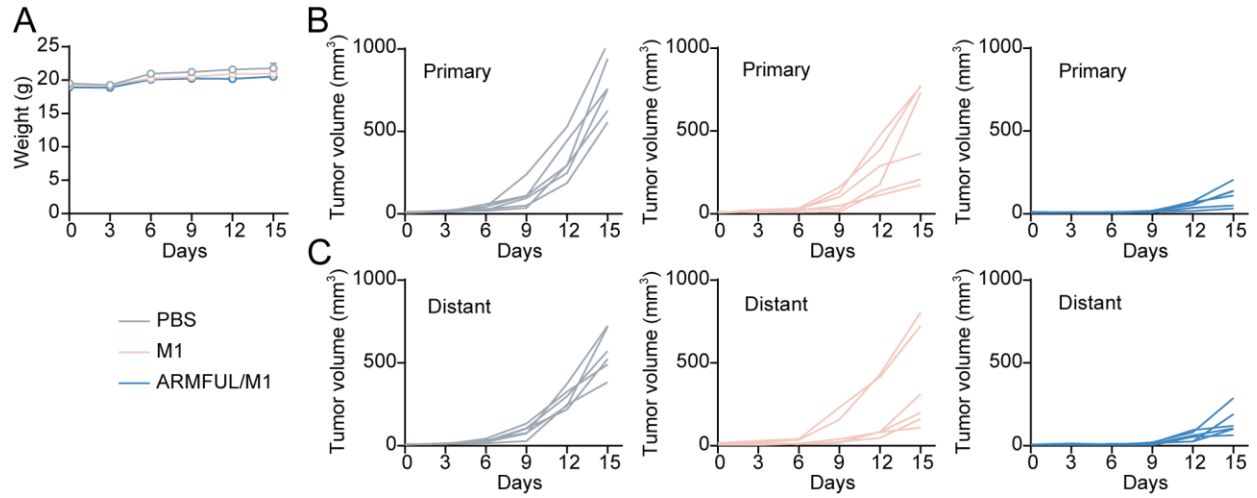 A
Weight (g)
25
20
15
10
5
0
0 3 6 9 12 15
Days
PBS
M1
ARMFUL/M1
B
Tumor volume (mm³)
1000
500
0
Primary
0 3 6 9 12 15
Days
Tumor volume (mm³)
1000
500
0
Primary
0 3 6 9 12 15
Days
Tumor volume (mm³)
1000
500
0
Primary
0 3 6 9 12 15
Days
C
Tumor volume (mm³)
1000
500
0
Distant
0 3 6 9 12 15
Days
Tumor volume (mm³)
1000
500
0
Distant
0 3 6 9 12 15
Days
Tumor volume (mm³)
1000
500
0
Distant
0 3 6 9 12 15
Days